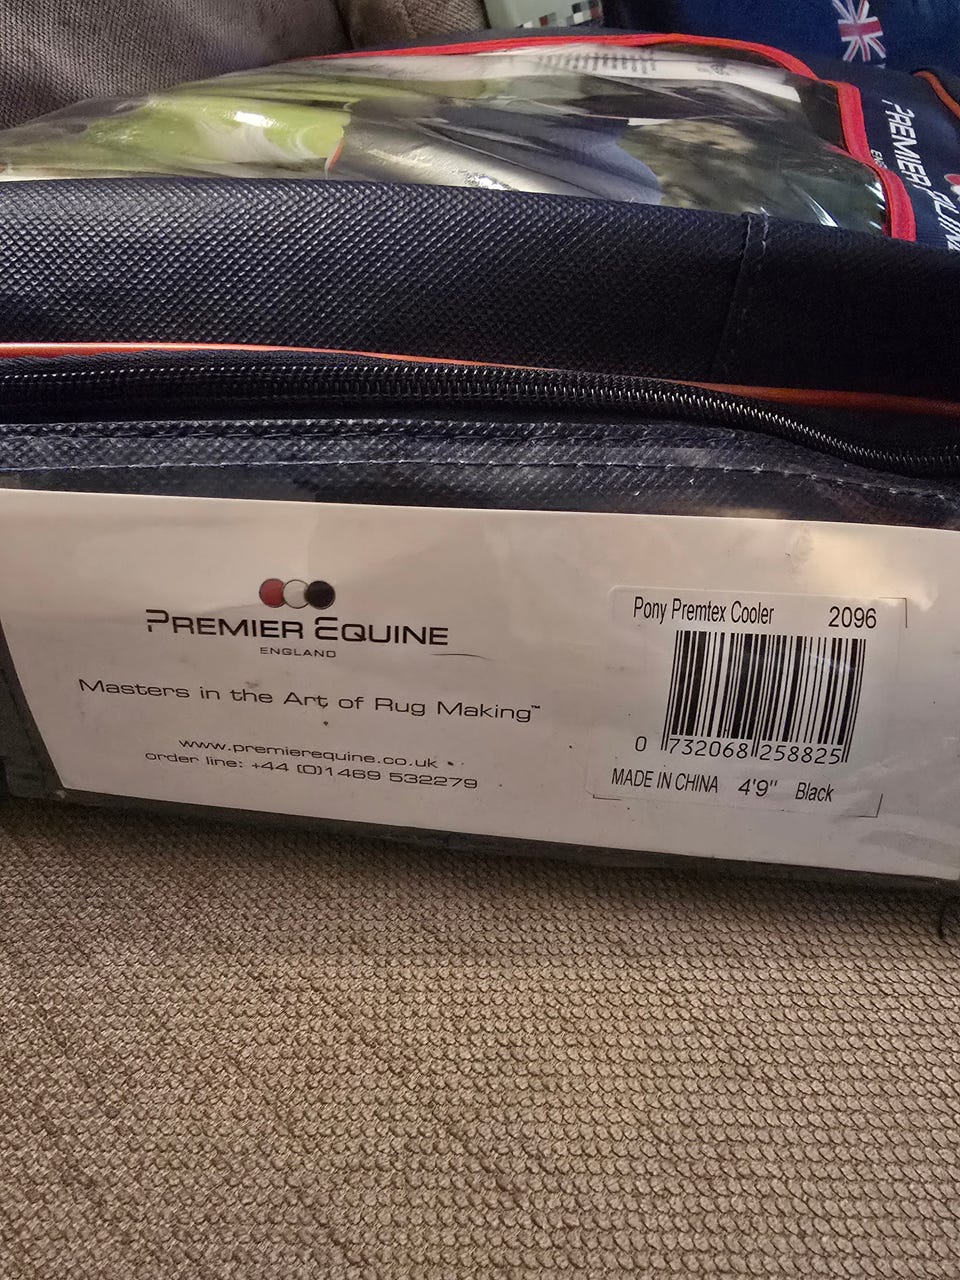 PREMIER EQUINE
ENGLAND
Masters in the Art of Rug Making™
www.premierequine.co.uk
order line: +44 (0)1469 532279
Pony Premtex Cooler 2096
0 732068 258825
MADE IN CHINA 4'9" Black
PREMIER